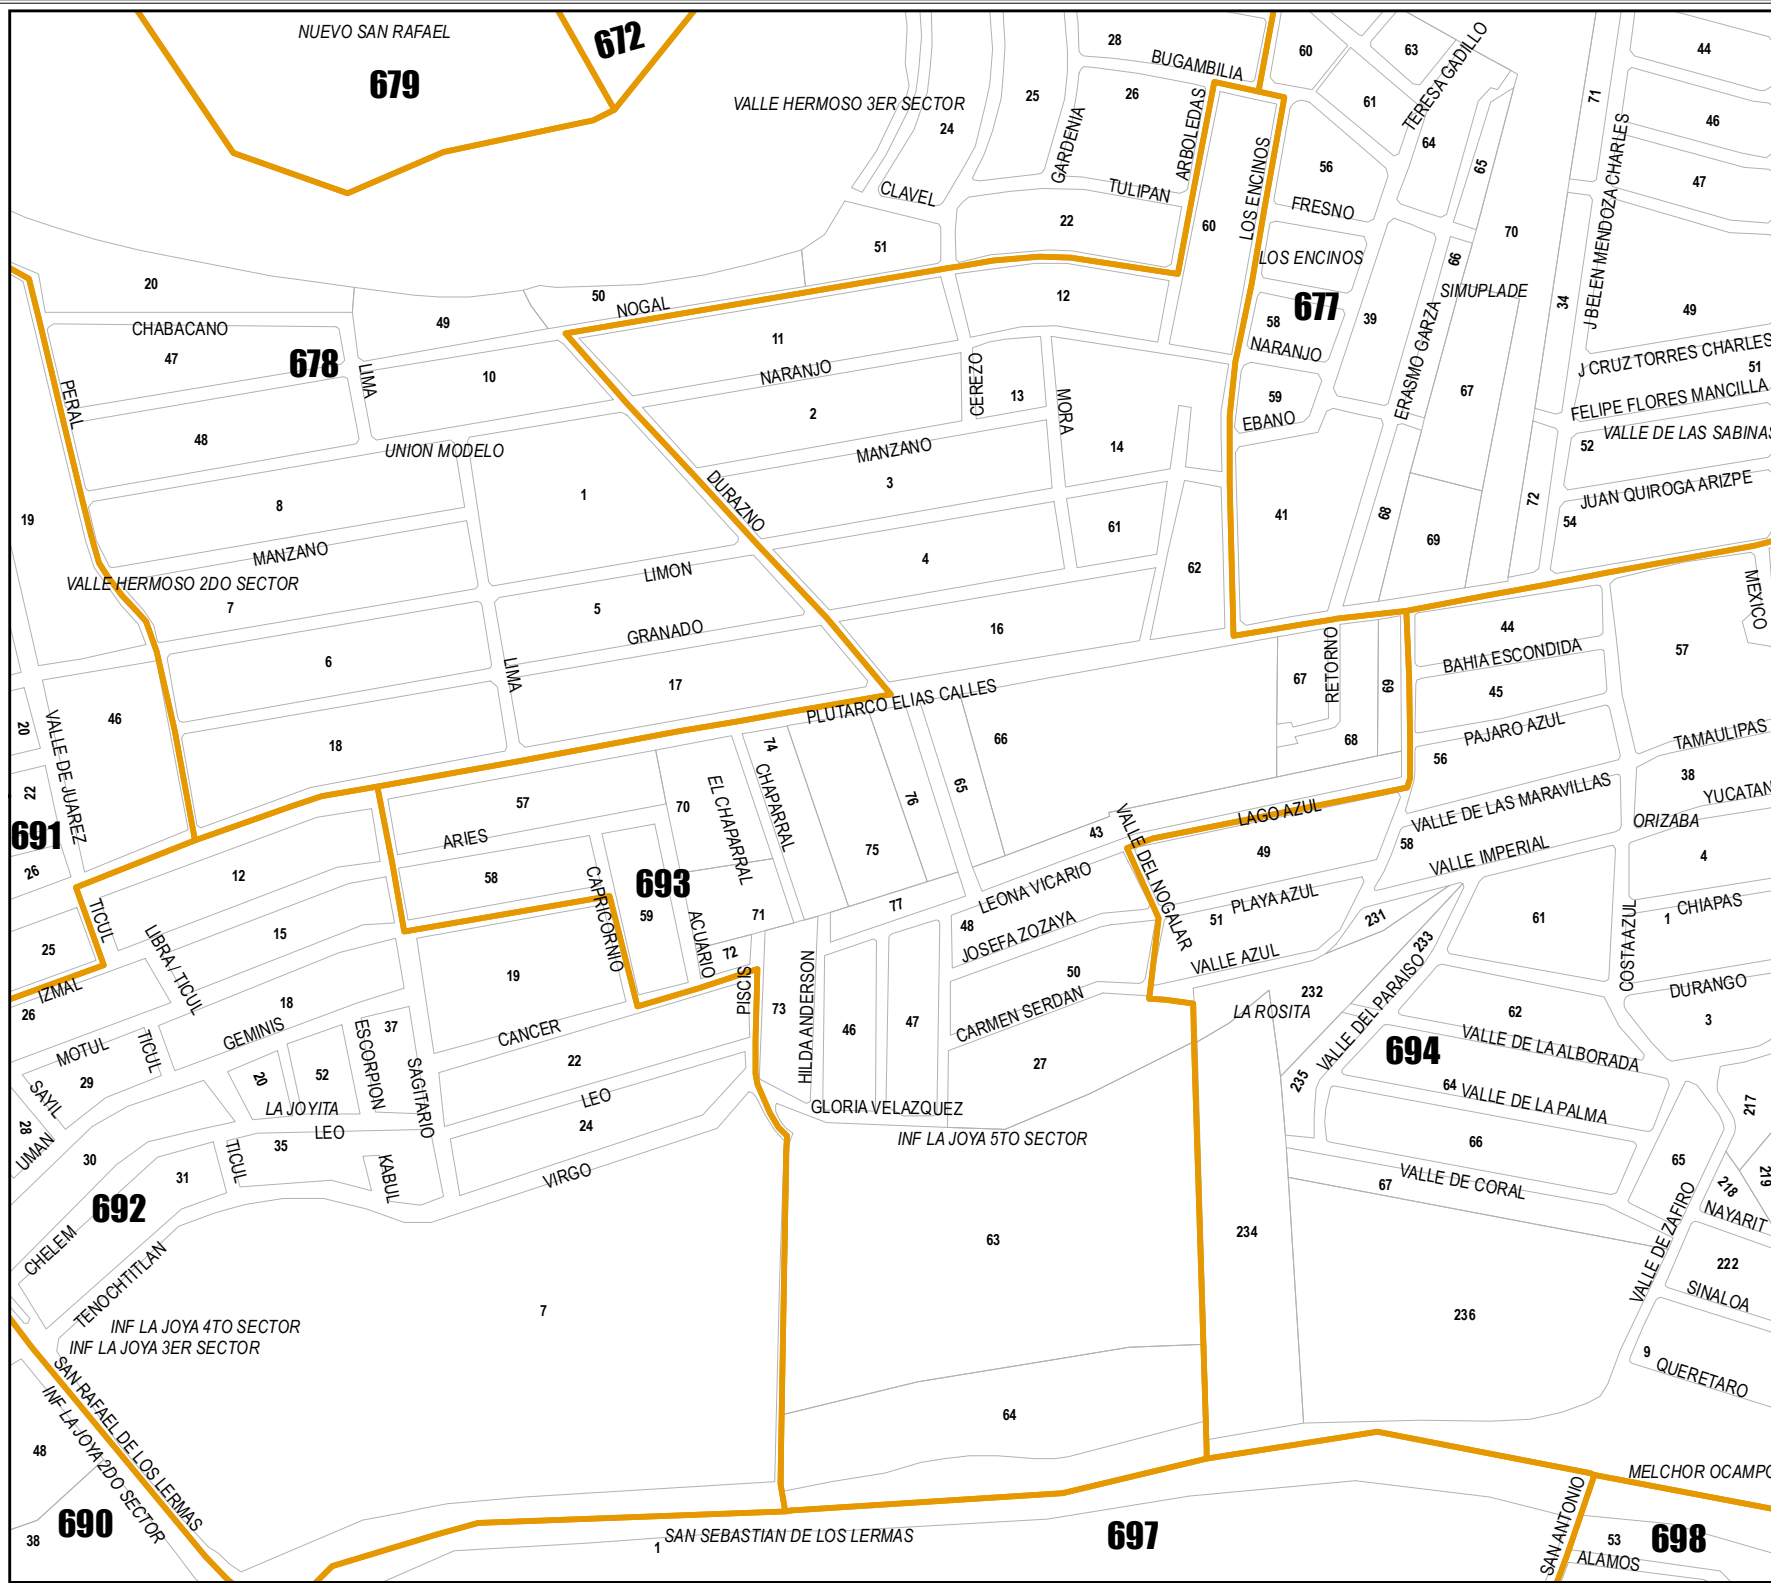 NUEVO SAN RAFAEL
679
672
28
BUGAMBILIA
60
63
TERESA GADILLO
44
VALLE HERMOSO 3ER SECTOR
25
26
61
71
24
GARDENIA
ARBOLEDAS
64
46
CLAVEL
TULIPAN
LOS ENCINOS
56
65
J BELEN MENDOZA CHARLES
47
22
60
FRESNO
70
51
LOS ENCINOS
66
20
50
NOGAL
12
677
SIMUPLADE
34
49
CHABACANO
49
58
39
47
678
11
NARANJO
ERASMO GARZA
J CRUZ TORRES CHARLES
PERAL
LIMA
10
NARANJO
CEREZO
13
MORA
59
67
51
FELIPE FLORES MANCILLA
48
2
EBANO
VALLE DE LAS SABINAS
UNION MODELO
MANZANO
14
52
8
1
DURAZNO
3
JUAN QUIROGA ARIZPE
19
61
41
68
72
54
MANZANO
LIMON
4
69
VALLE HERMOSO 2DO SECTOR
62
MEXICO
7
5
GRANADO
16
44
6
LIMA
17
RETORNO
BAHIA ESCONDIDA
57
67
69
45
20
VALLE DE JUAREZ
46
18
PLUTARCO ELIAS CALLES
66
68
PAJARO AZUL
TAMAULIPAS
74
CHAPARRAL
56
38
22
57
70
EL CHAPARRAL
76
65
VALLE DE LAS MARAVILLAS
YUCATAN
691
ARIES
75
43
VALLE DEL NOGALAR
LAGO AZUL
ORIZABA
26
12
58
CAPRICORNIO
693
49
58
VALLE IMPERIAL
4
LEONA VICARIO
PLAYA AZUL
CHIAPAS
TICUL
59
ACUARIO
71
77
48
JOSEFA ZOZAYA
51
231
61
COSTA AZUL
1
25
LIBRA / TICUL
15
72
VALLE AZUL
233
IZMAL
19
PISCIS
HILDA ANDERSON
50
232
VALLE DEL PARAISO
DURANGO
26
18
73
CARMEN SERDAN
LA ROSITA
62
3
MOTUL
TICUL
GEMINIS
ESCORPION
37
CANCER
46
47
27
694
VALLE DE LA ALBORADA
SAYIL
29
20
52
SAGITARIO
22
235
64
VALLE DE LA PALMA
217
LA JOYITA
LEO
GLORIA VELAZQUEZ
28
UMAN
LEO
24
INF LA JOYA 5TO SECTOR
66
30
TICUL
35
KABUL
VIRGO
65
219
31
VALLE DE CORAL
67
218
692
NAYARIT
CHELEM
63
234
VALLE DE ZAFIRO
222
TENOCHTITLAN
7
236
SINALOA
INF LA JOYA 4TO SECTOR
INF LA JOYA 3ER SECTOR
9
QUERETARO
SAN RAFAEL DE LOS LERMAS
64
48
INF LA JOYA 2DO SECTOR
MELCHOR OCAMPO
690
SAN ANTONIO
38
1
SAN SEBASTIAN DE LOS LERMAS
697
53
698
ALAMOS